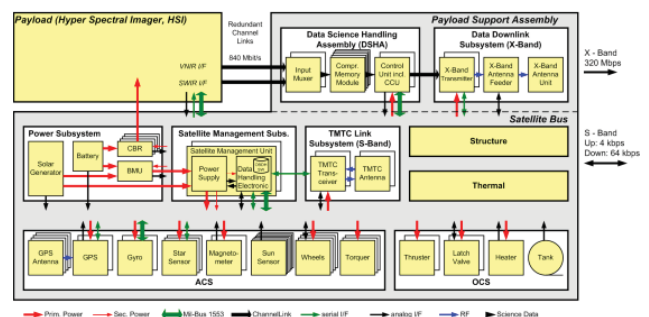 Payload (Hyper Spectral Imager, HSI)
VNIR I/F
SWIR I/F
Redundant
Channel
Links
840 Mbit/s
Payload Support Assembly
Data Science Handling
Assembly (DSHA)
Input
Muxer
Compr.
Memory
Module
Control
Unit incl.
CCU
Data Downlink
Subsystem (X-Band)
X-Band
Transmitter
X-Band
Antenna
Feeder
X-Band
Antenna
Unit
X - Band
320 Mbps
Satellite Bus
S - Band
Up: 4 kbps
Down: 64 kbps
Power Subsystem
Solar
Generator
Battery
CBR
BMU
Satellite Management Subs.
Satellite Management Unit
Power
Supply
Data
Handling
Electronic
TMTC Link
Subsystem (S-Band)
TMTC
Trans-
ceiver
TMTC
Antenna
Structure
Thermal
GPS
Antenna
GPS
Gyro
Star
Sensor
Magneto-
meter
Sun
Sensor
Wheels
Torquer
ACS
Thruster
Latch
Valve
Heater
Tank
OCS
Prim. Power
Sec. Power
Mil-Bus 1553
ChannelLink
serial I/F
analog I/F
RF
Science Data